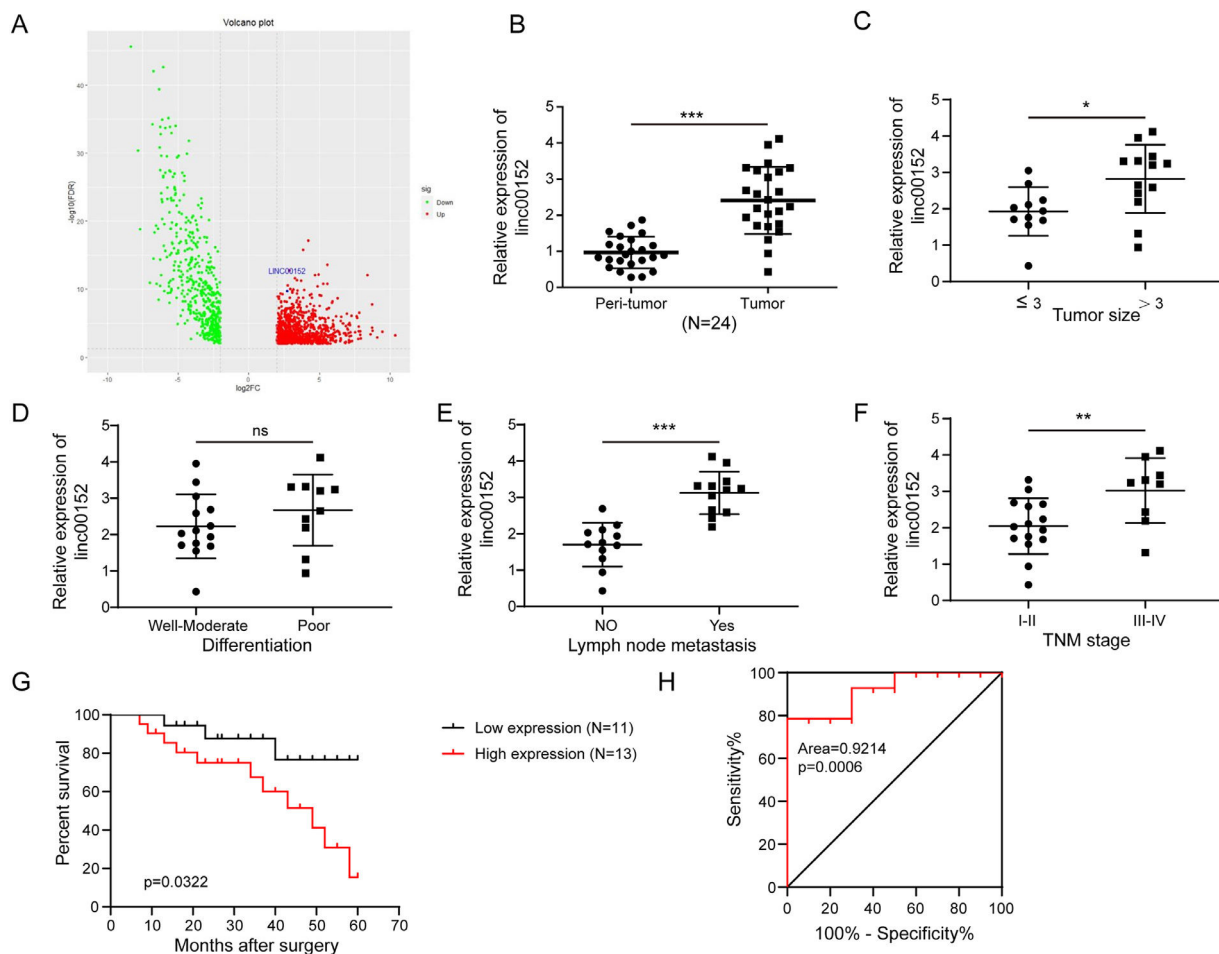 A
Volcano plot
40
30
20
10
0
-log10(FDR)
-10
-5
0
5
10
log2FC
LINC00152
sig
Down
Up
B
Relative expression of
linc00152
5
4
3
2
1
0
***
Peri-tumor
Tumor
(N=24)
C
Relative expression of
linc00152
5
4
3
2
1
0
*
≤ 3
> 3
Tumor size
D
Relative expression of
linc00152
5
4
3
2
1
0
ns
Well-Moderate
Poor
Differentiation
E
Relative expression of
linc00152
5
4
3
2
1
0
***
NO
Yes
Lymph node metastasis
F
Relative expression of
linc00152
5
4
3
2
1
0
**
I-II
III-IV
TNM stage
G
Percent survival
100
80
60
40
20
0
p=0.0322
0 10 20 30 40 50 60 70
Months after surgery
Low expression (N=11)
High expression (N=13)
H
Sensitivity%
100
80
60
40
20
0
Area=0.9214
p=0.0006
0 20 40 60 80 100
100% - Specificity%